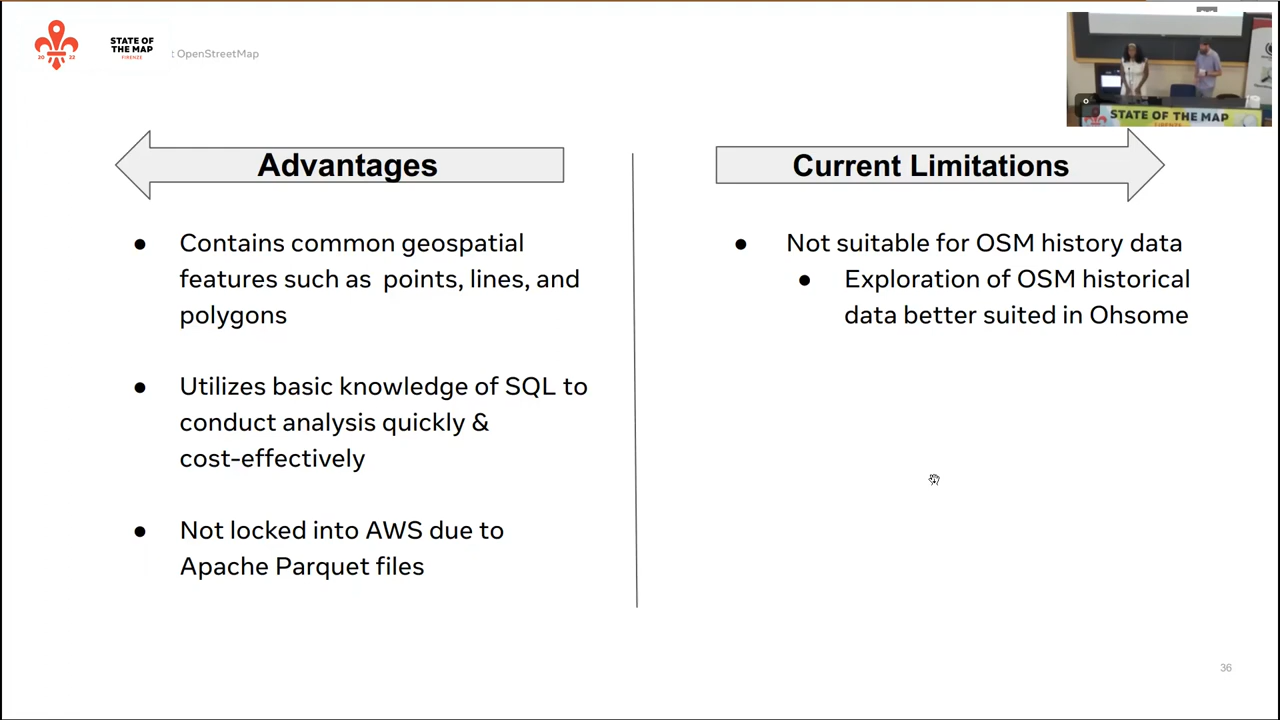 STATE OF
THE MAP
FIRENZE
2022
OpenStreetMap
STATE OF THE MAP
FIRENZE
Advantages
Current Limitations
● Contains common geospatial
features such as  points, lines, and
polygons
● Utilizes basic knowledge of SQL to
conduct analysis quickly &
cost-effectively
● Not locked into AWS due to
Apache Parquet files
● Not suitable for OSM history data
● Exploration of OSM historical
data better suited in Ohsome
36